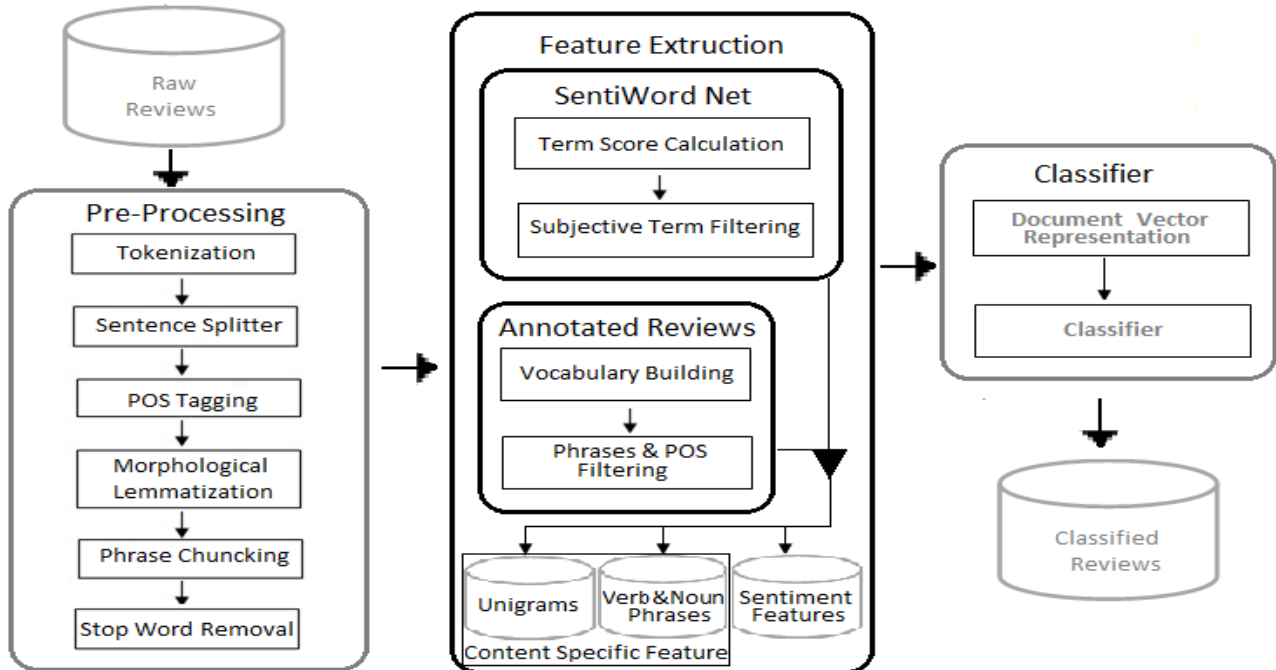 Raw
Reviews
Pre-Processing
Tokenization
Sentence Splitter
POS Tagging
Morphological
Lemmatization
Phrase Chuncking
Stop Word Removal
Feature Extruction
SentiWord Net
Term Score Calculation
Subjective Term Filtering
Annotated Reviews
Vocabulary Building
Phrases & POS
Filtering
Unigrams
Verb&Noun
Phrases
Sentiment
Features
Content Specific Feature
Classifier
Document Vector
Representation
Classifier
Classified
Reviews